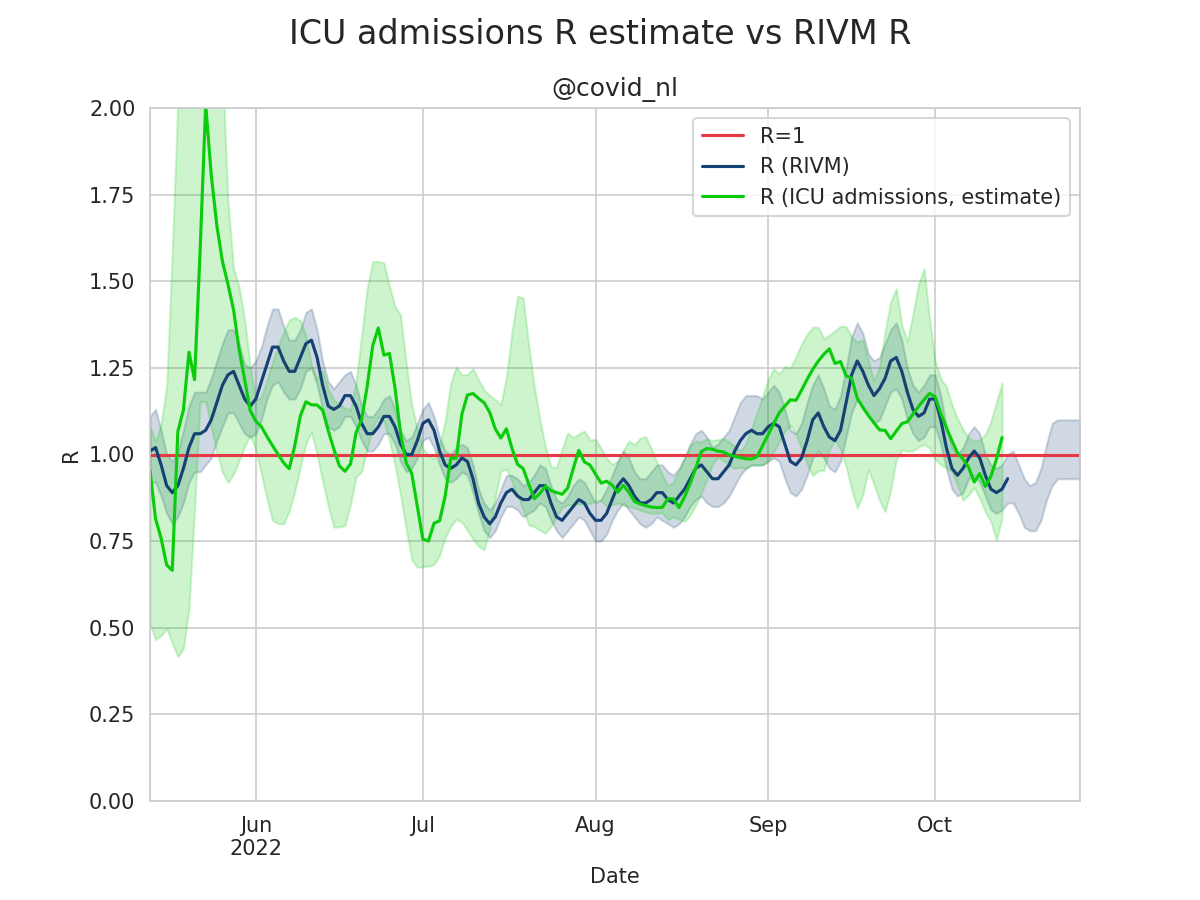 ICU admissions R estimate vs RIVM R
@covid_nl
R=1
R (RIVM)
R (ICU admissions, estimate)
2.00
1.75
1.50
1.25
1.00
0.75
0.50
0.25
0.00
R
Jun
2022
Jul
Aug
Sep
Oct
Date